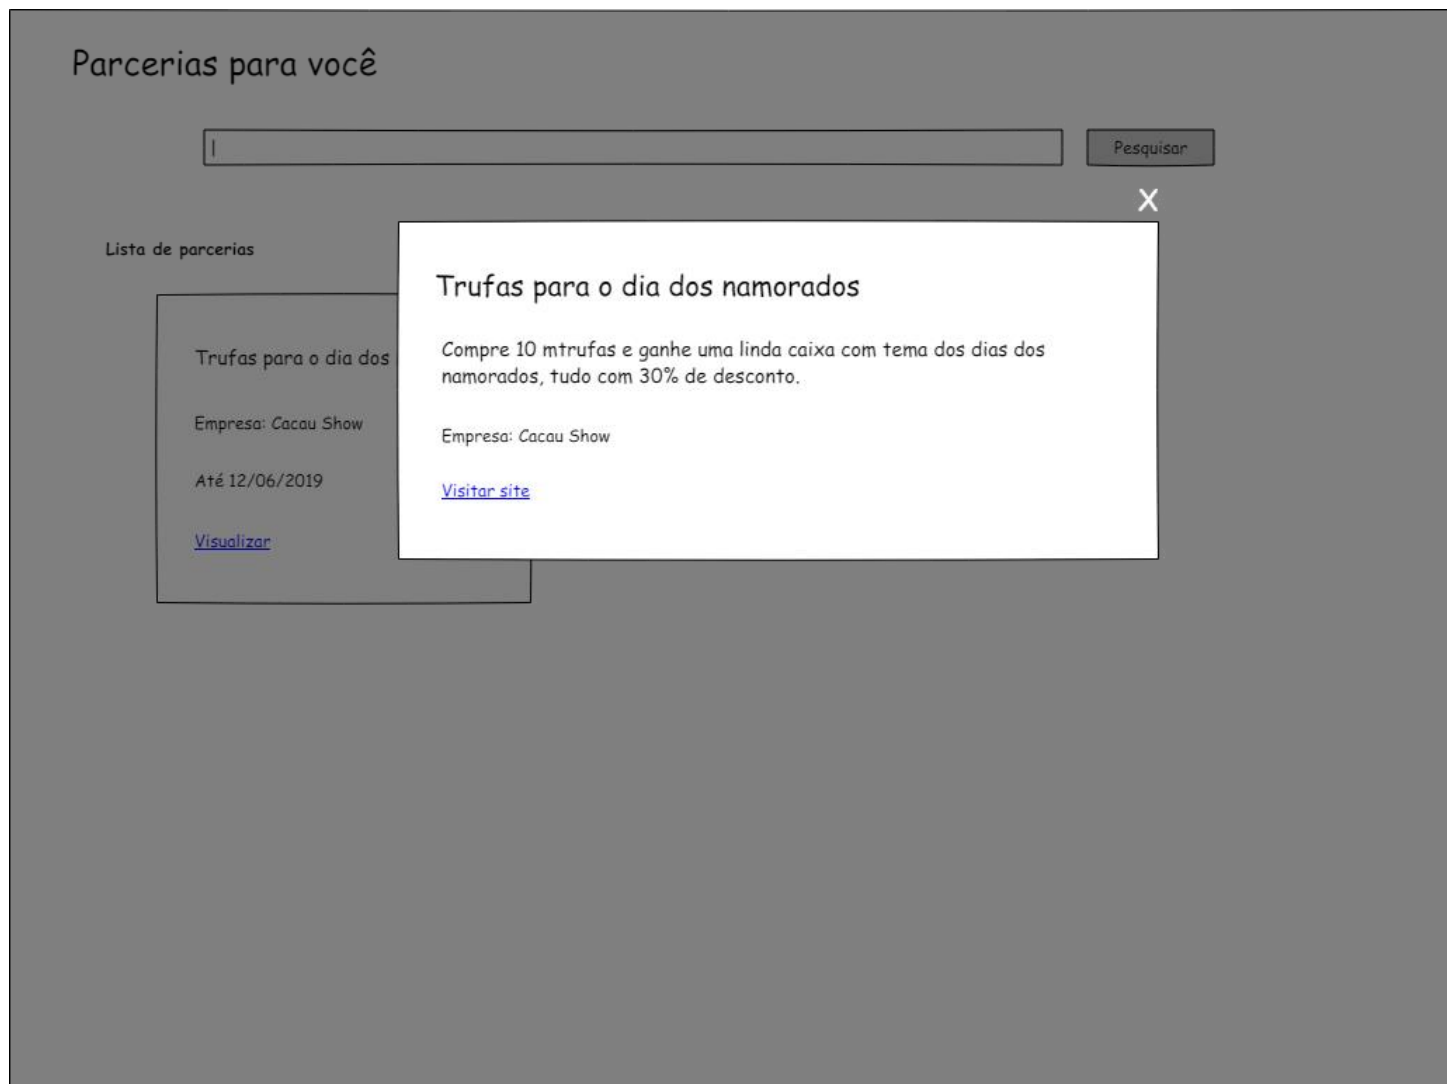 Parcerias para você
Pesquisar
X
Lista de parcerias
Trufas para o dia dos
Empresa: Cacau Show
Até 12/06/2019
Visualizar
Trufas para o dia dos namorados
Compre 10 mtrufas e ganhe uma linda caixa com tema dos dias dos
namorados, tudo com 30% de desconto.
Empresa: Cacau Show
Visitar site